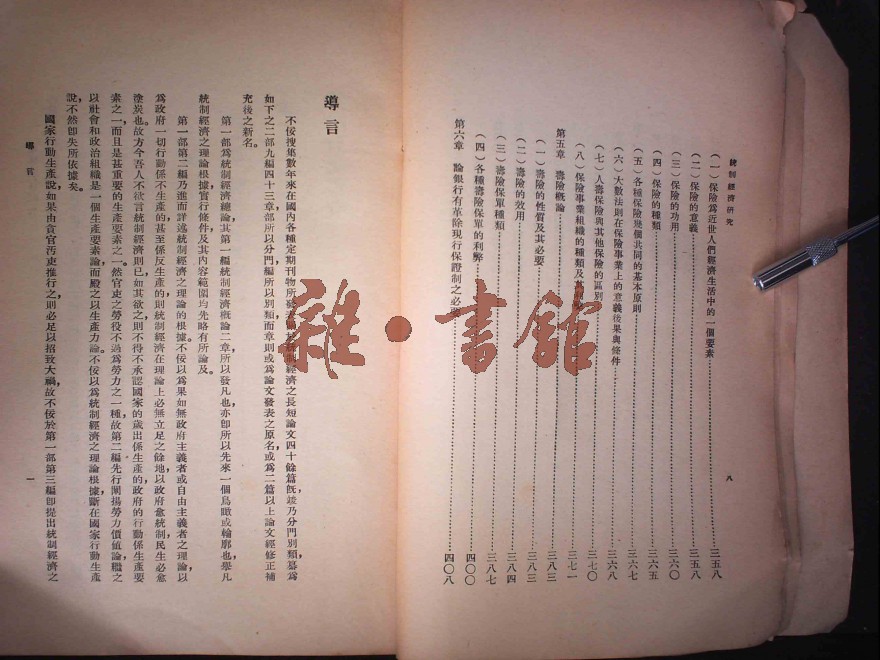 統制經濟研究
八
（一）保險爲近世人們經濟生活中的一個要素……三五八
（二）保險的意義……三五八
（三）保險的功用……三六〇
（四）保險的種類……三六五
（五）各種保險幾個共同的基本原則……三六七
（六）大數法則在保險事業上的意義後果與條件……三六八
（七）人壽保險與其他保險的區別……三七〇
（八）保險事業組織的種類及其……三七一
第五章　壽險概論……三八三
（一）壽險的性質及其必要……三八三
（二）壽險的效用……三八四
（三）壽險保單種類……三八七
（四）各種壽險保單的利弊……四〇〇
第六章　論銀行有革除現行保證制之必要……四〇八
導言
不佞搜集數年來在國內各種定期刊物所發表關於統制經濟之長短論文四十餘篇，旣竣乃分門別類，纂爲
如下之二部九編四十三章，部所以分門，編所以別類，而章則或爲論文發表之原名，或爲二篇以上論文經修正補
充後之新名。
第一部爲統制經濟總論，其第一編統制經濟概論二章，所以發凡也，亦卽所以先來一個鳥瞰或輪廓也，舉凡
統制經濟之理論根據，實行條件及其內容範圍均先略有所論及。
第一部第二編乃進而詳述統制經濟之理論的根據。不佞以爲果如無政府主義者或自由主義者之理論，以
爲政府一切行動係不生產的，甚至係反生產的，則統制經濟在理論上必無立足之餘地，以政府愈統制，民生必愈
塗炭也。故方今吾人不欲言統制經濟則已，如其欲之，則不得不承認國家的歲出係生產的，政府的行動係生產要
素之一，而且是甚重要的生產要素之一。然官吏之勞役不過爲勞力之一種，故第二編先行闡揚勞力價値論，繼之
以社會和政治組織是一個生產要素論，而殿之以生產力論。不佞以爲統制經濟之理論根據，斷在國家行動生產
說，不然卽失所依據矣。
國家行動生產說，如果由貪官汚吏推行之，則必足以招致大禍，故不佞於第一部第三編卽提出統制經濟之
導言
一
雜·書館